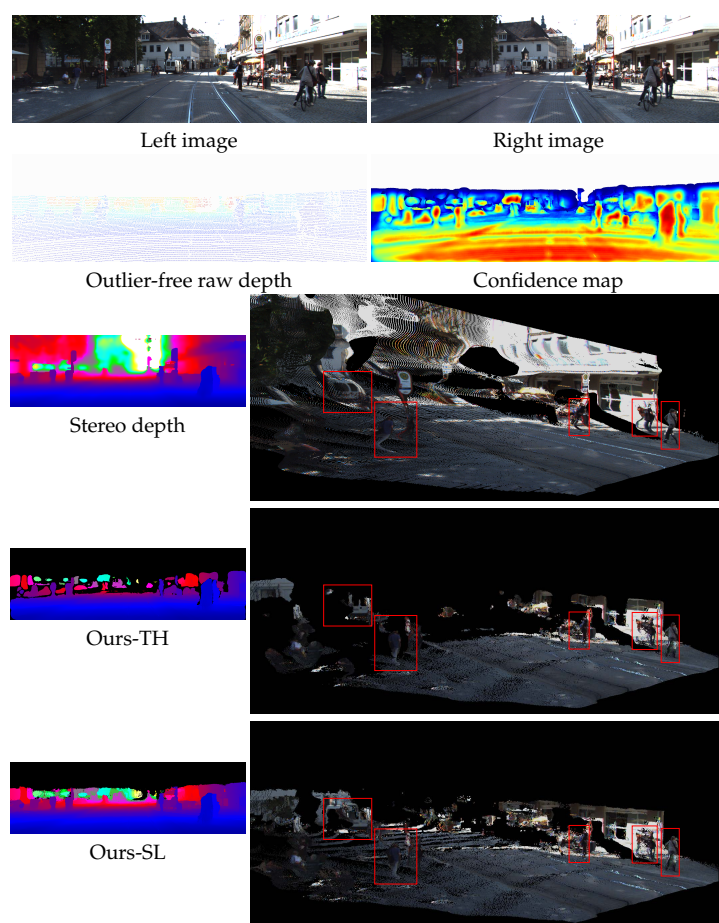 Left image
Right image
Outlier-free raw depth
Confidence map
Stereo depth
Ours-TH
Ours-SL